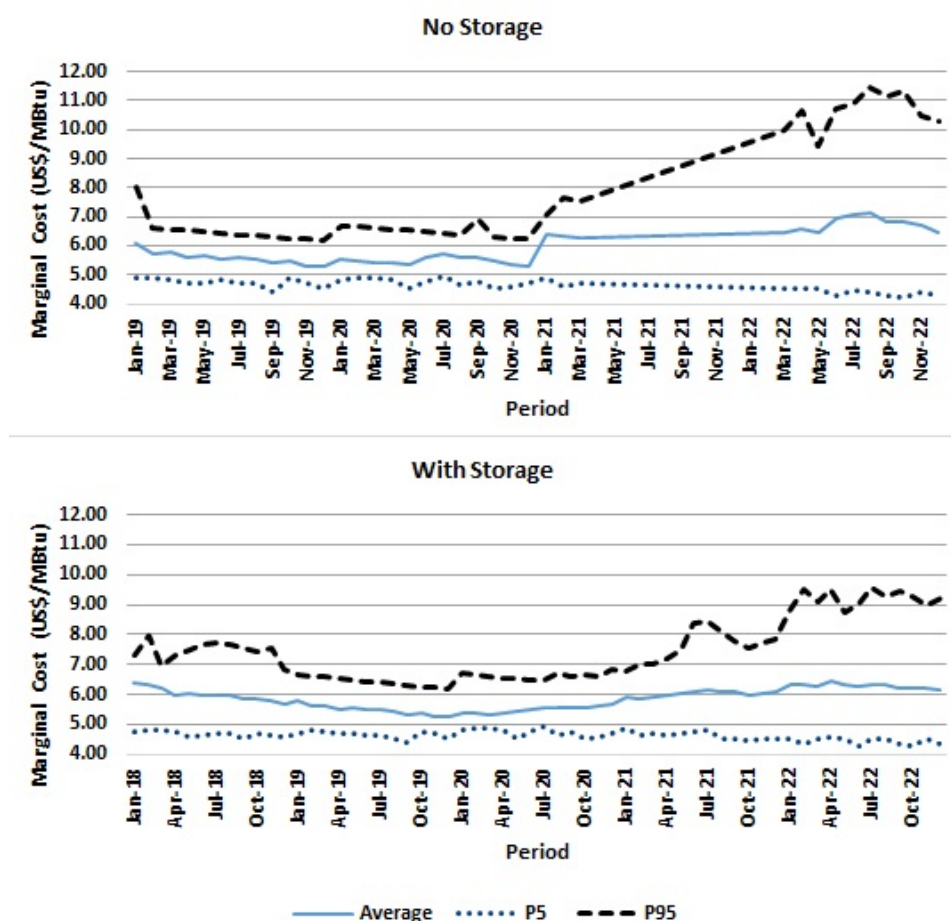 No Storage
Marginal Cost (US$/MBtu)
12.00
11.00
10.00
9.00
8.00
7.00
6.00
5.00
4.00
Jan-19
Mar-19
May-19
Jul-19
Sep-19
Nov-19
Jan-20
Mar-20
May-20
Jul-20
Sep-20
Nov-20
Jan-21
Mar-21
May-21
Jul-21
Sep-21
Nov-21
Jan-22
Mar-22
May-22
Jul-22
Sep-22
Nov-22
Period
With Storage
Marginal Cost (US$/MBtu)
12.00
11.00
10.00
9.00
8.00
7.00
6.00
5.00
4.00
Jan-18
Apr-18
Jul-18
Oct-18
Jan-19
Apr-19
Jul-19
Oct-19
Jan-20
Apr-20
Jul-20
Oct-20
Jan-21
Apr-21
Jul-21
Oct-21
Jan-22
Apr-22
Jul-22
Oct-22
Period
Average P5 P95